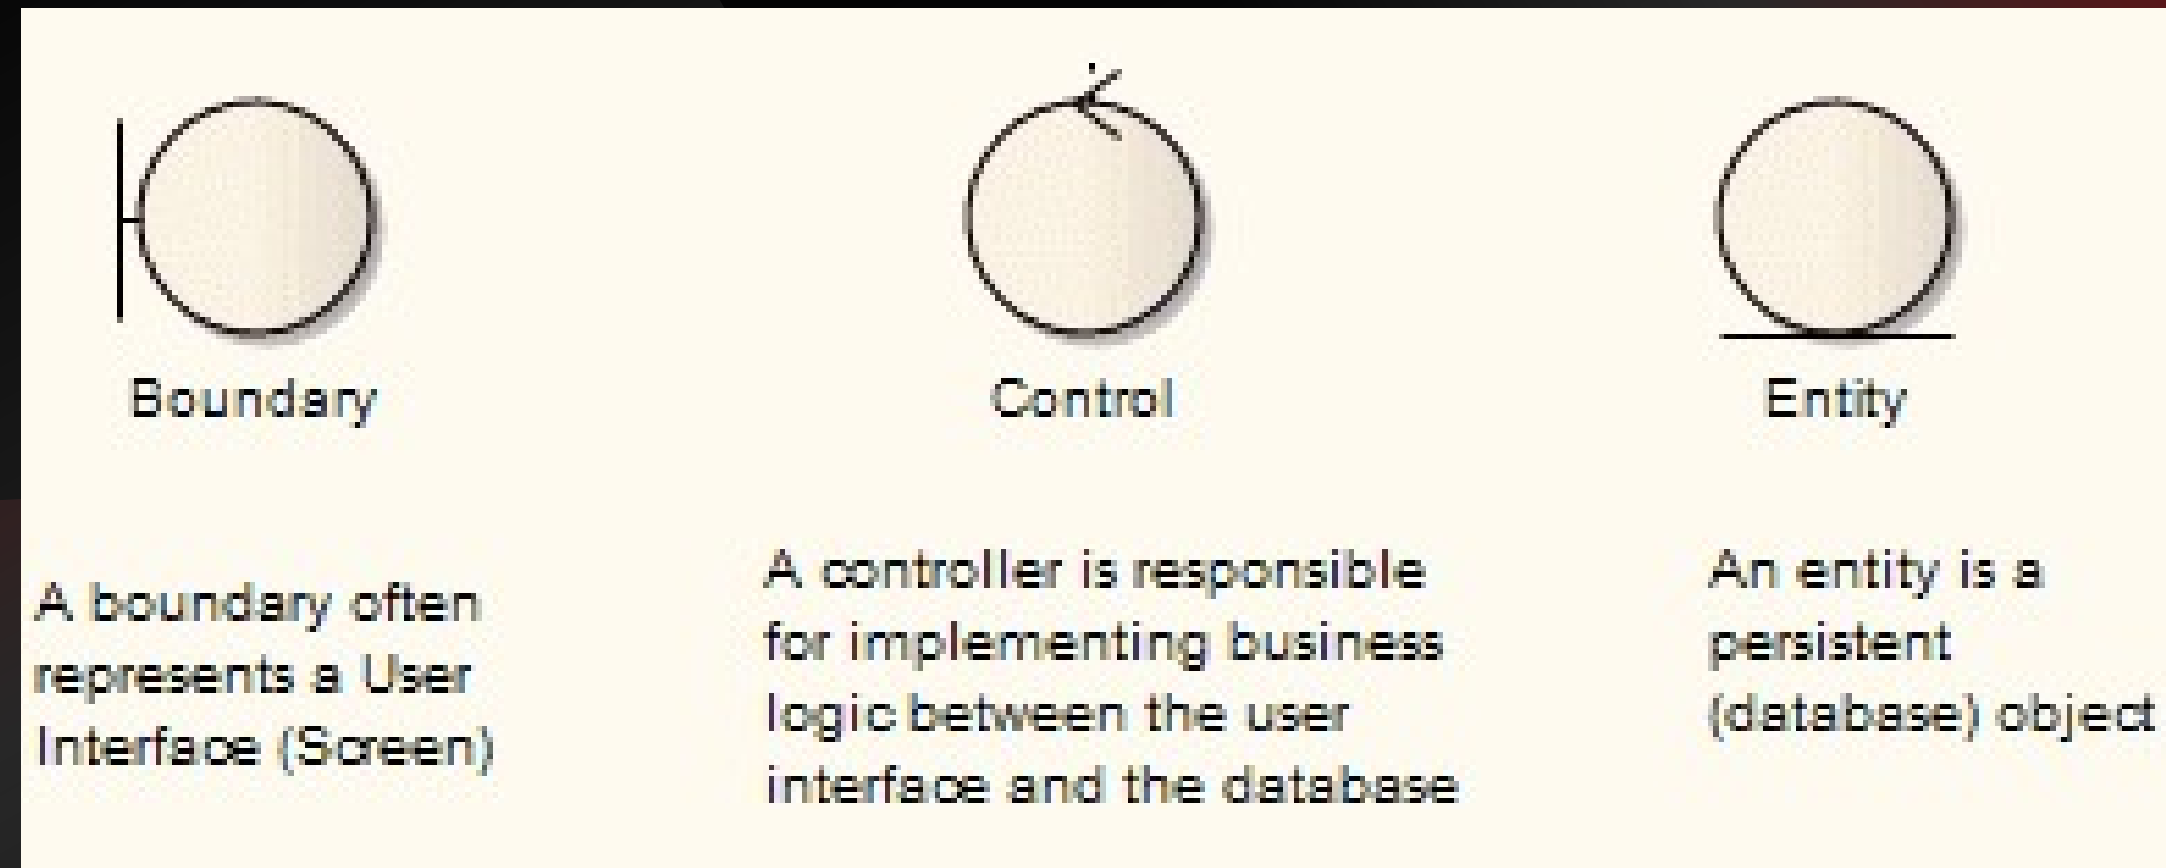 Boundary
Control
Entity
A boundary often
represents a User
Interface (Screen)
A controller is responsible
for implementing business
logic between the user
interface and the database
An entity is a
persistent
(database) object